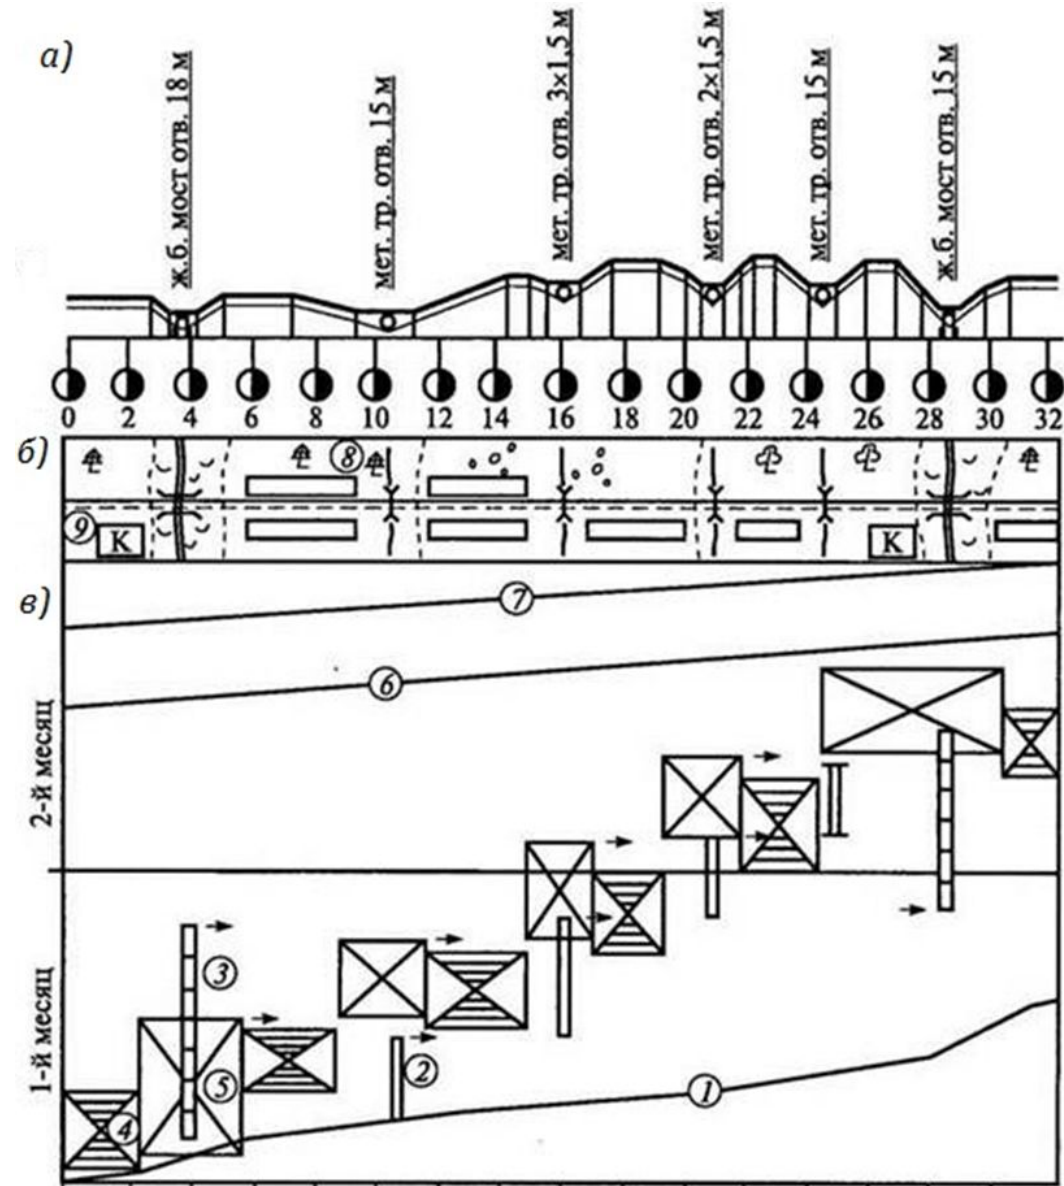 а)
ж.б. мост отв. 18 м
мет. тр. отв. 15 м
мет. тр. отв. 3×1,5 м
мет. тр. отв. 2×1,5 м
мет. тр. отв. 15 м
ж.б. мост отв. 15 м
0 2 4 6 8 10 12 14 16 18 20 22 24 26 28 30 32
б)
8
9
К
К
в)
7
6
2-й месяц
1-й месяц
3
2
5
1
4